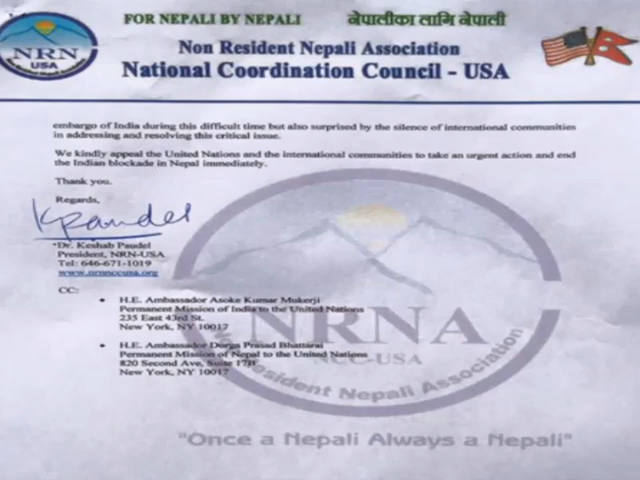 FOR NEPALI BY NEPALI नेपालीका लागि नेपाली
NRN
USA
Non Resident Nepali Association
National Coordination Council - USA
embargo of India during this difficult time but also surprised by the silence of international communities
in addressing and resolving this critical issue.
We kindly appeal the United Nations and the international communities to take an urgent action and end
the Indian blockade in Nepal immediately.
Thank you.
Regards,
KPaudel
Dr. Keshab Paudel
President, NRN-USA
Tel: 646-671-1019
www.nrnnccusa.org
CC:
• H.E. Ambassador Asoke Kumar Mukerji
Permanent Mission of India to the United Nations
235 East 43rd St.
New York, NY 10017
• H.E. Ambassador Durga Prasad Bhattarai
Permanent Mission of Nepal to the United Nations
820 Second Ave, Suite 17B
New York, NY 10017
NRNA
NCC-USA
Resident Nepali Association
"Once a Nepali Always a Nepali"